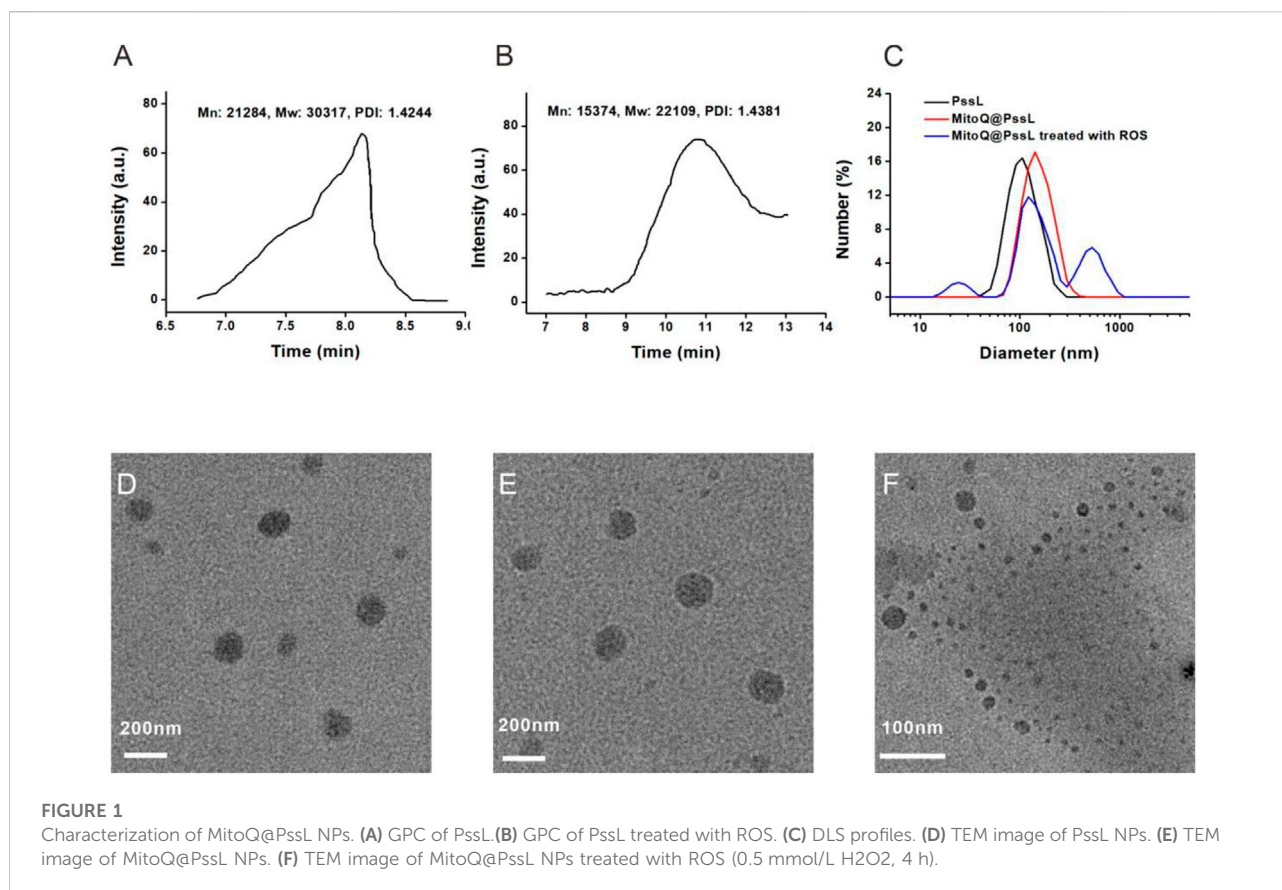 A
Mn: 21284, Mw: 30317, PDI: 1.4244
Intensity (a.u.)
80
60
40
20
0
6.5 7.0 7.5 8.0 8.5 9.0
Time (min)
B
Mn: 15374, Mw: 22109, PDI: 1.4381
Intensity (a.u.)
80
60
40
20
0
7 8 9 10 11 12 13 14
Time (min)
C
PssL
MitoQ@PssL
MitoQ@PssL treated with ROS
Number (%)
24
20
16
12
8
4
0
10 100 1000
Diameter (nm)
D
200nm
E
200nm
F
100nm
FIGURE 1
Characterization of MitoQ@PssL NPs. (A) GPC of PssL.(B) GPC of PssL treated with ROS. (C) DLS profiles. (D) TEM image of PssL NPs. (E) TEM
image of MitoQ@PssL NPs. (F) TEM image of MitoQ@PssL NPs treated with ROS (0.5 mmol/L H2O2, 4 h).